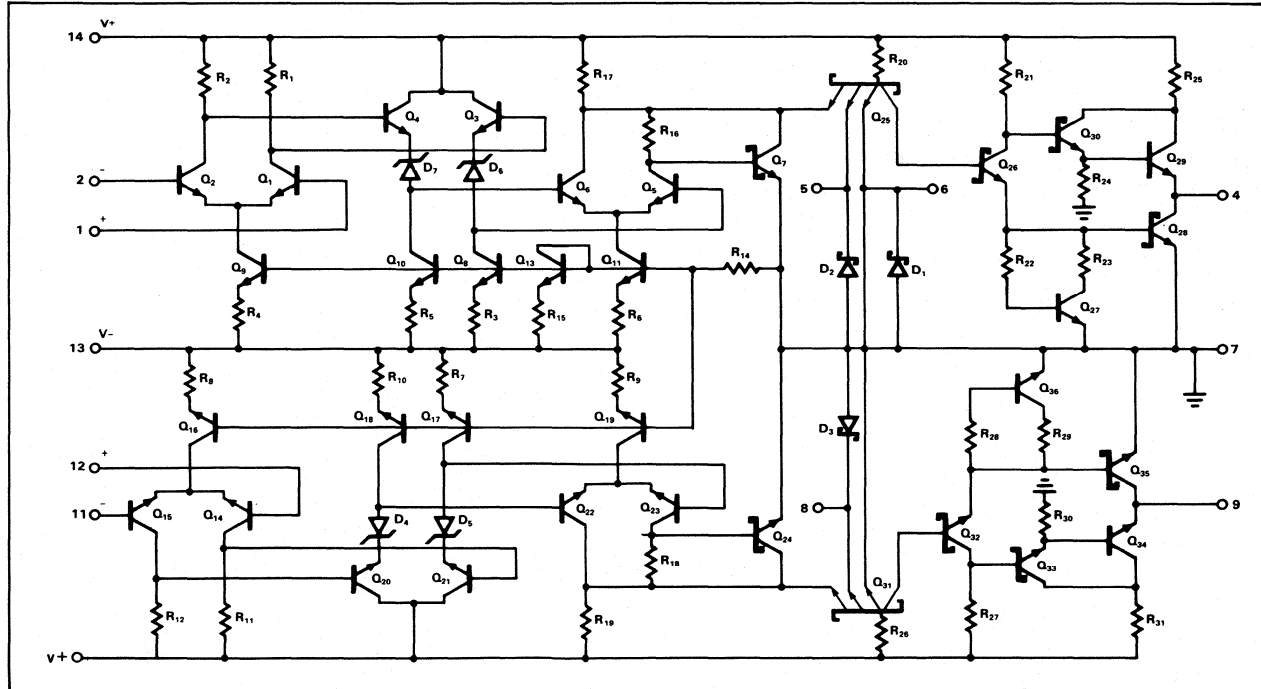 14 V+
R2
R1
R17
R20
R21
R25
Q4
Q3
R16
Q25
Q30
D7
D6
Q7
Q26
Q29
2 -
Q2
Q1
Q6
Q5
5
6
R24
4
1 +
Q28
Q9
Q10
Q8
Q13
Q11
R14
D2
D1
R22
R23
R4
R5
R3
R15
R6
Q27
13 V-
7
R8
R10
R7
R9
Q36
Q16
Q18
Q17
Q19
D3
R28
R29
12 +
Q35
11 -
Q15
Q14
D4
D5
Q22
Q23
8
R30
9
Q24
Q32
Q34
Q20
Q21
R18
Q31
Q33
R12
R11
R19
R26
R27
R31
V+